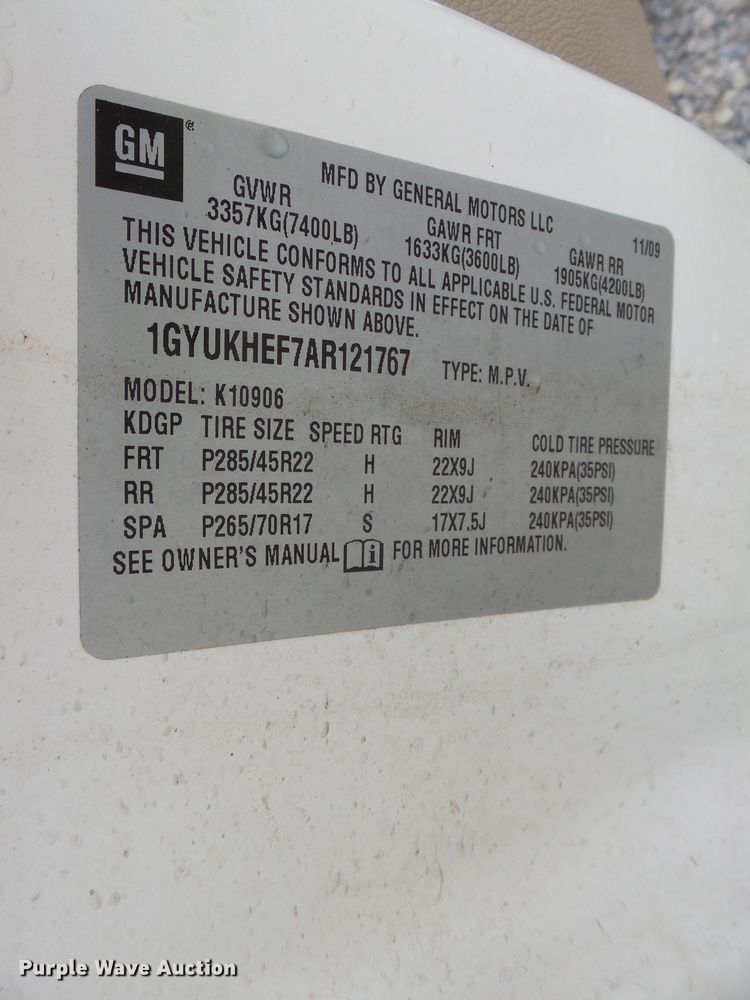 GM®
MFD BY GENERAL MOTORS LLC
11/09
GVWR GAWR FRT GAWR RR
3357KG(7400LB) 1633KG(3600LB) 1905KG(4200LB)
THIS VEHICLE CONFORMS TO ALL APPLICABLE U.S. FEDERAL MOTOR
VEHICLE SAFETY STANDARDS IN EFFECT ON THE DATE OF
MANUFACTURE SHOWN ABOVE.
1GYUKHEF7AR121767 TYPE: M.P.V.
MODEL: K10906
KDGP TIRE SIZE SPEED RTG RIM COLD TIRE PRESSURE
FRT P285/45R22 H 22X9J 240KPA(35PSI)
RR P285/45R22 H 22X9J 240KPA(35PSI)
SPA P265/70R17 S 17X7.5J 240KPA(35PSI)
SEE OWNER'S MANUAL i FOR MORE INFORMATION.
Purple Wave Auction